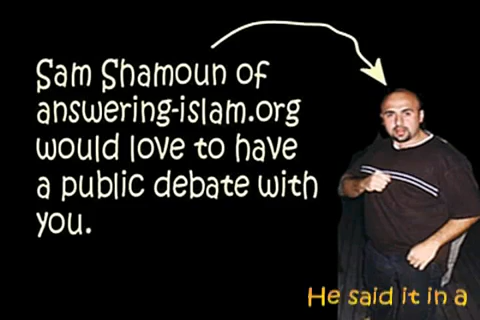 Sam Shamoun of
answering-islam.org
would love to have
a public debate with
you.
He said it in a